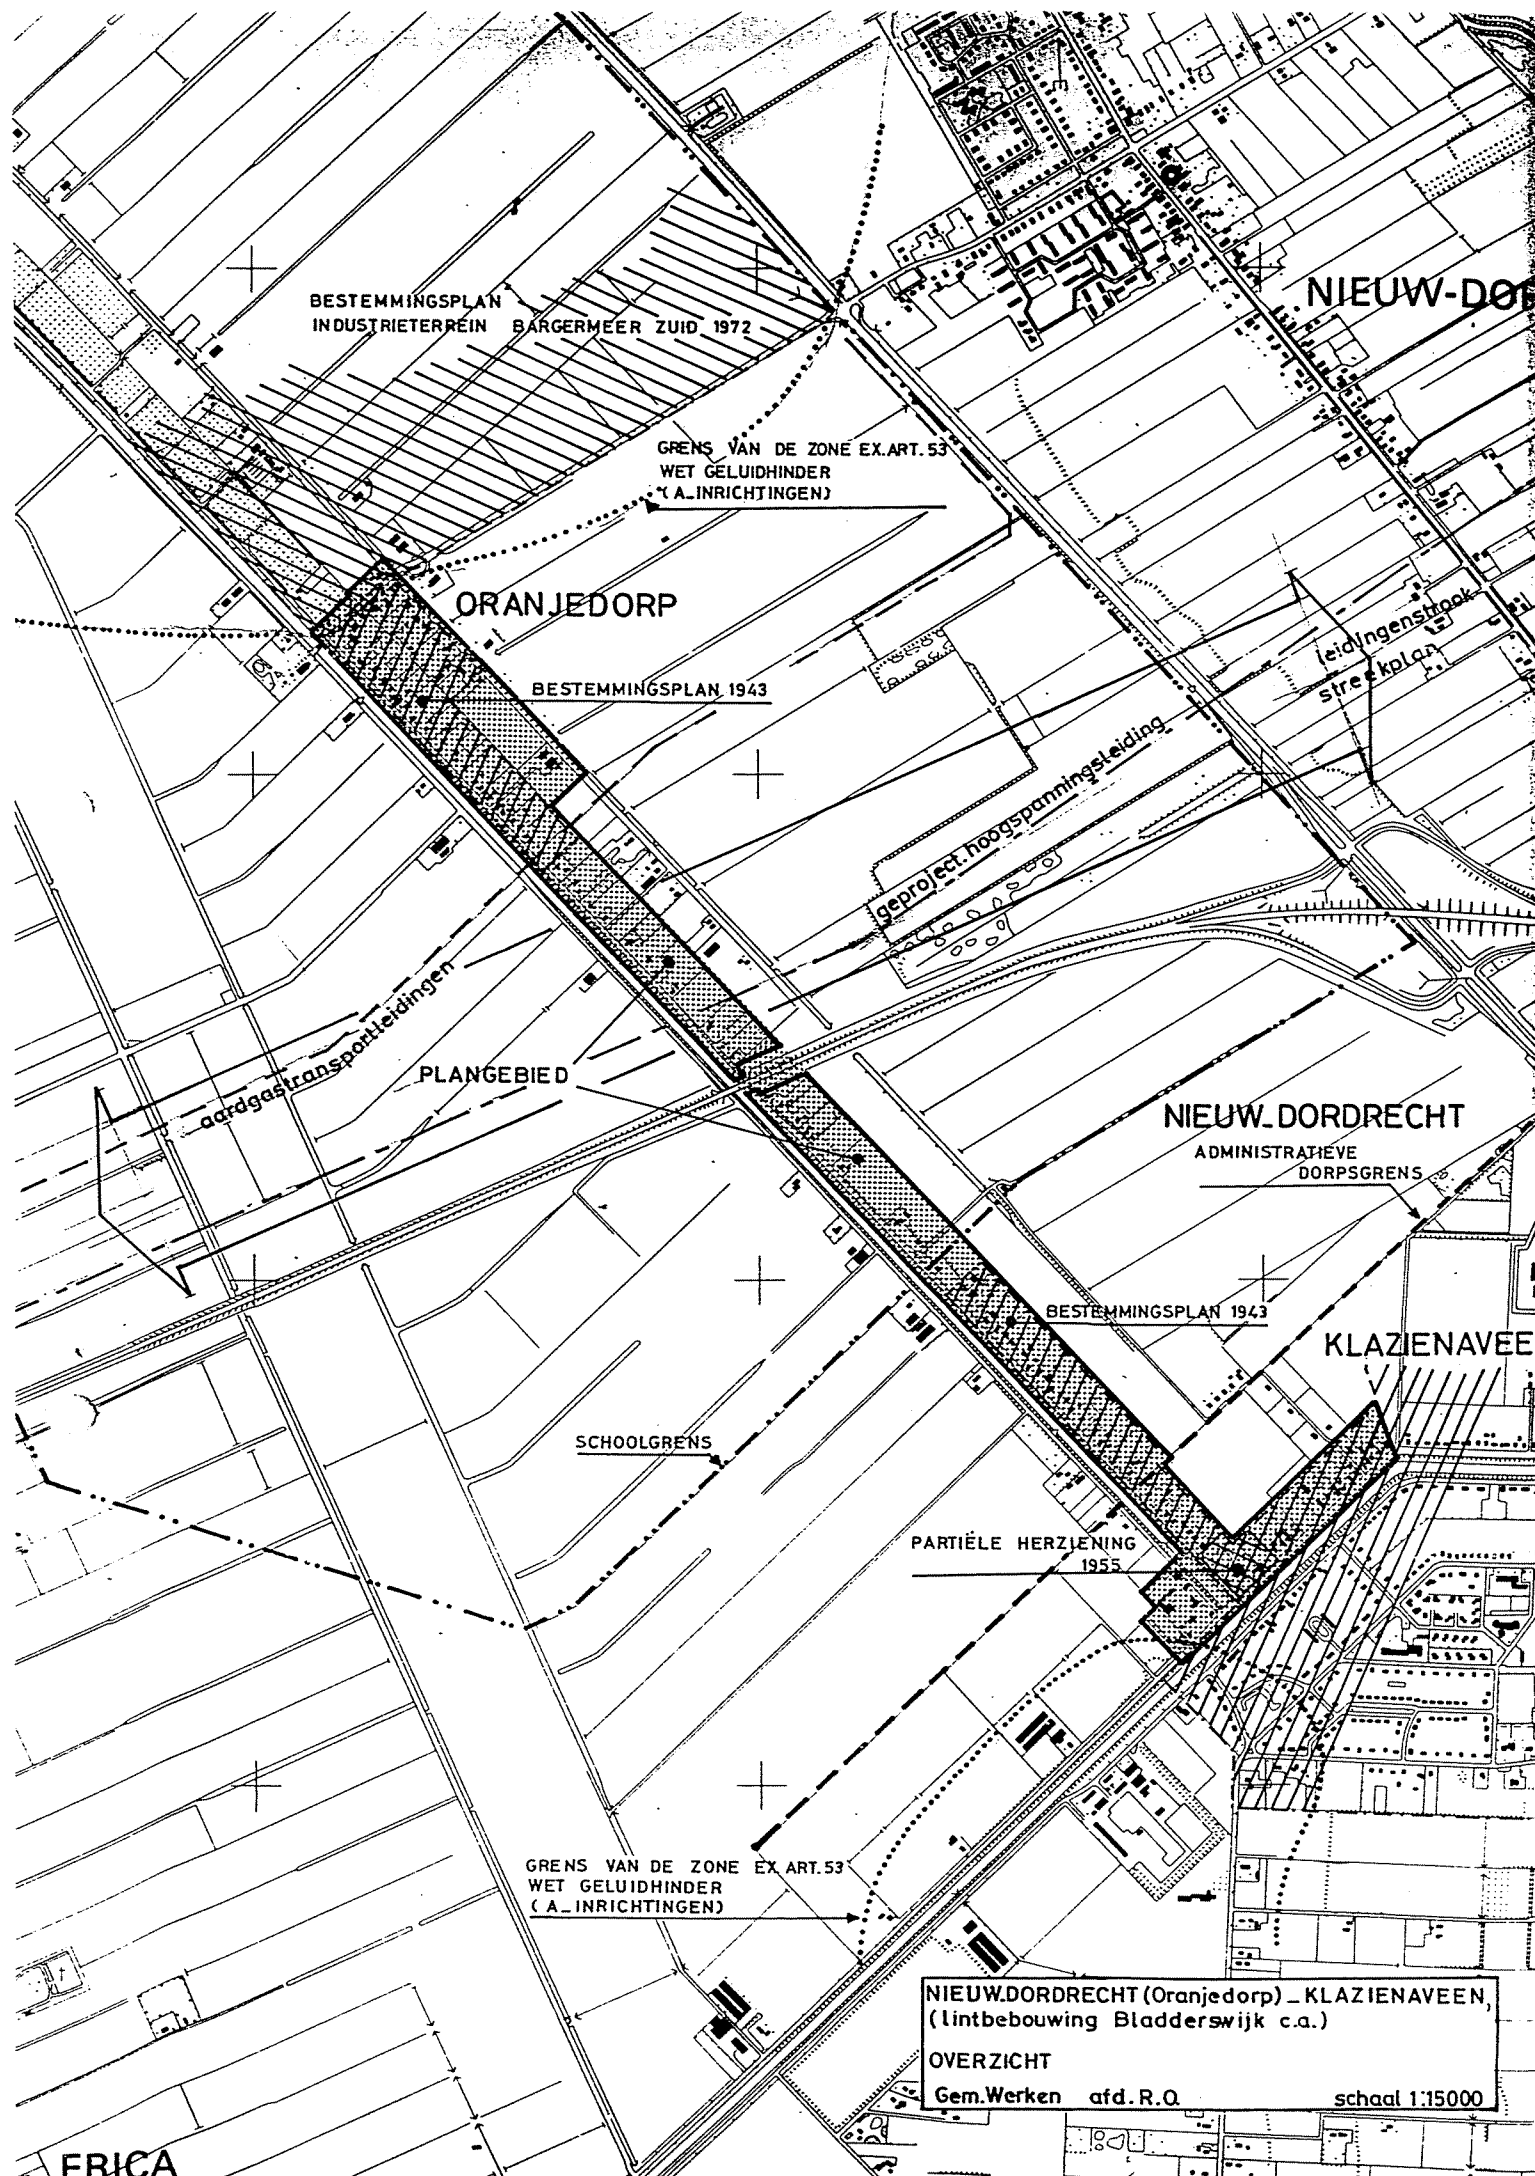 NIEUW-DOR
BESTEMMINGSPLAN
INDUSTRIETERREIN BARGERMEER ZUID 1972
GRENS VAN DE ZONE EX.ART.53
WET GELUIDHINDER
(A_INRICHTINGEN)
ORANJEDORP
leidingenstrook
streekplan
BESTEMMINGSPLAN 1943
geproject.hoogspanningsleiding
aardgastransportleidingen
PLANGEBIED
NIEUW_DORDRECHT
ADMINISTRATIEVE
DORPSGRENS
BESTEMMINGSPLAN 1943
KLAZIENAVEE
SCHOOLGRENS
PARTIËLE HERZIENING
1955
GRENS VAN DE ZONE EX ART.53
WET GELUIDHINDER
(A_INRICHTINGEN)
NIEUW.DORDRECHT (Oranjedorp)_KLAZIENAVEEN,
(lintbebouwing Bladderswijk c.a.)
OVERZICHT
Gem.Werken afd.R.O. schaal 1:15000
ERICA